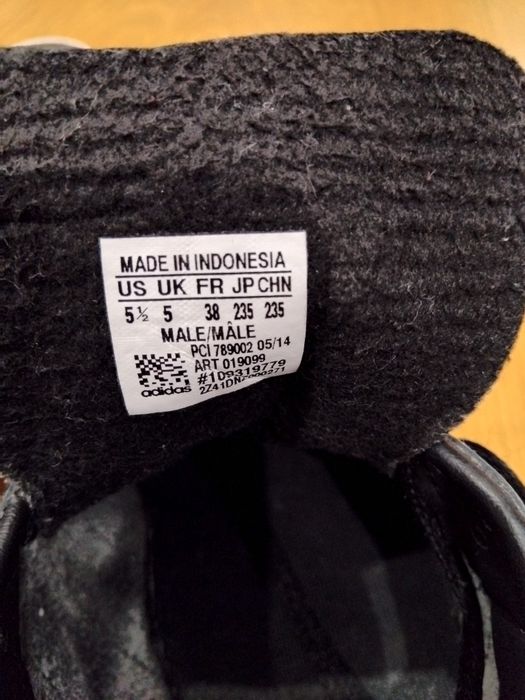 MADE IN INDONESIA
US UK FR JP CHN
5½ 5 38 235 235
MALE/MÂLE
PCI 789002 05/14
ART 019099
#109319779
adidas